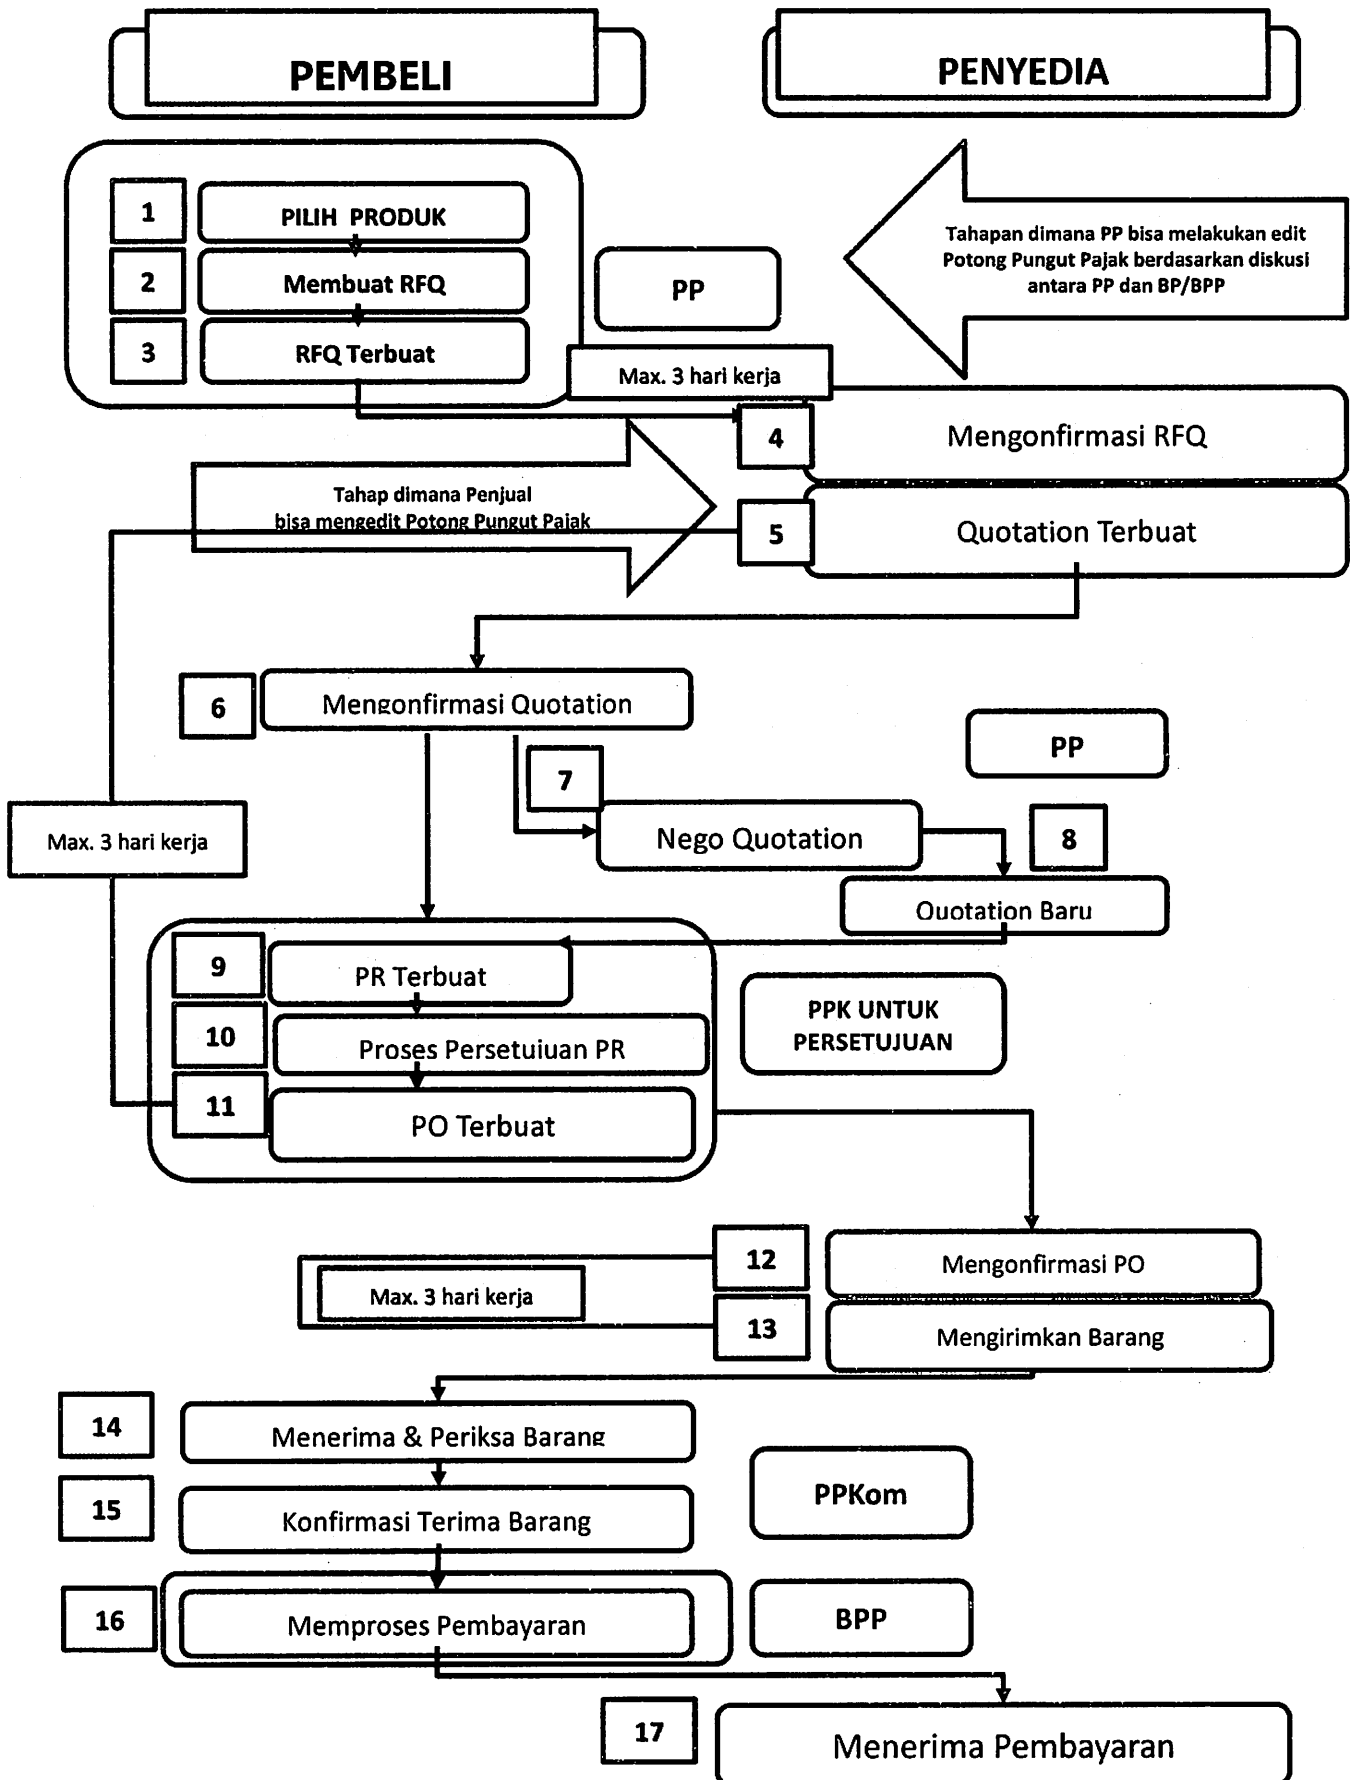 PEMBELI
PENYEDIA
1
PILIH PRODUK
2
Membuat RFQ
3
RFQ Terbuat
PP
Tahapan dimana PP bisa melakukan edit
Potong Pungut Pajak berdasarkan diskusi
antara PP dan BP/BPP
Max. 3 hari kerja
4
Mengonfirmasi RFQ
Tahap dimana Penjual
bisa mengedit Potong Pungut Pajak
5
Quotation Terbuat
6
Mengonfirmasi Quotation
PP
7
Nego Quotation
8
Max. 3 hari kerja
Quotation Baru
9
PR Terbuat
PPK UNTUK
PERSETUJUAN
10
Proses Persetujuan PR
11
PO Terbuat
12
Mengonfirmasi PO
Max. 3 hari kerja
13
Mengirimkan Barang
14
Menerima & Periksa Barang
15
Konfirmasi Terima Barang
PPKom
16
Memproses Pembayaran
BPP
17
Menerima Pembayaran